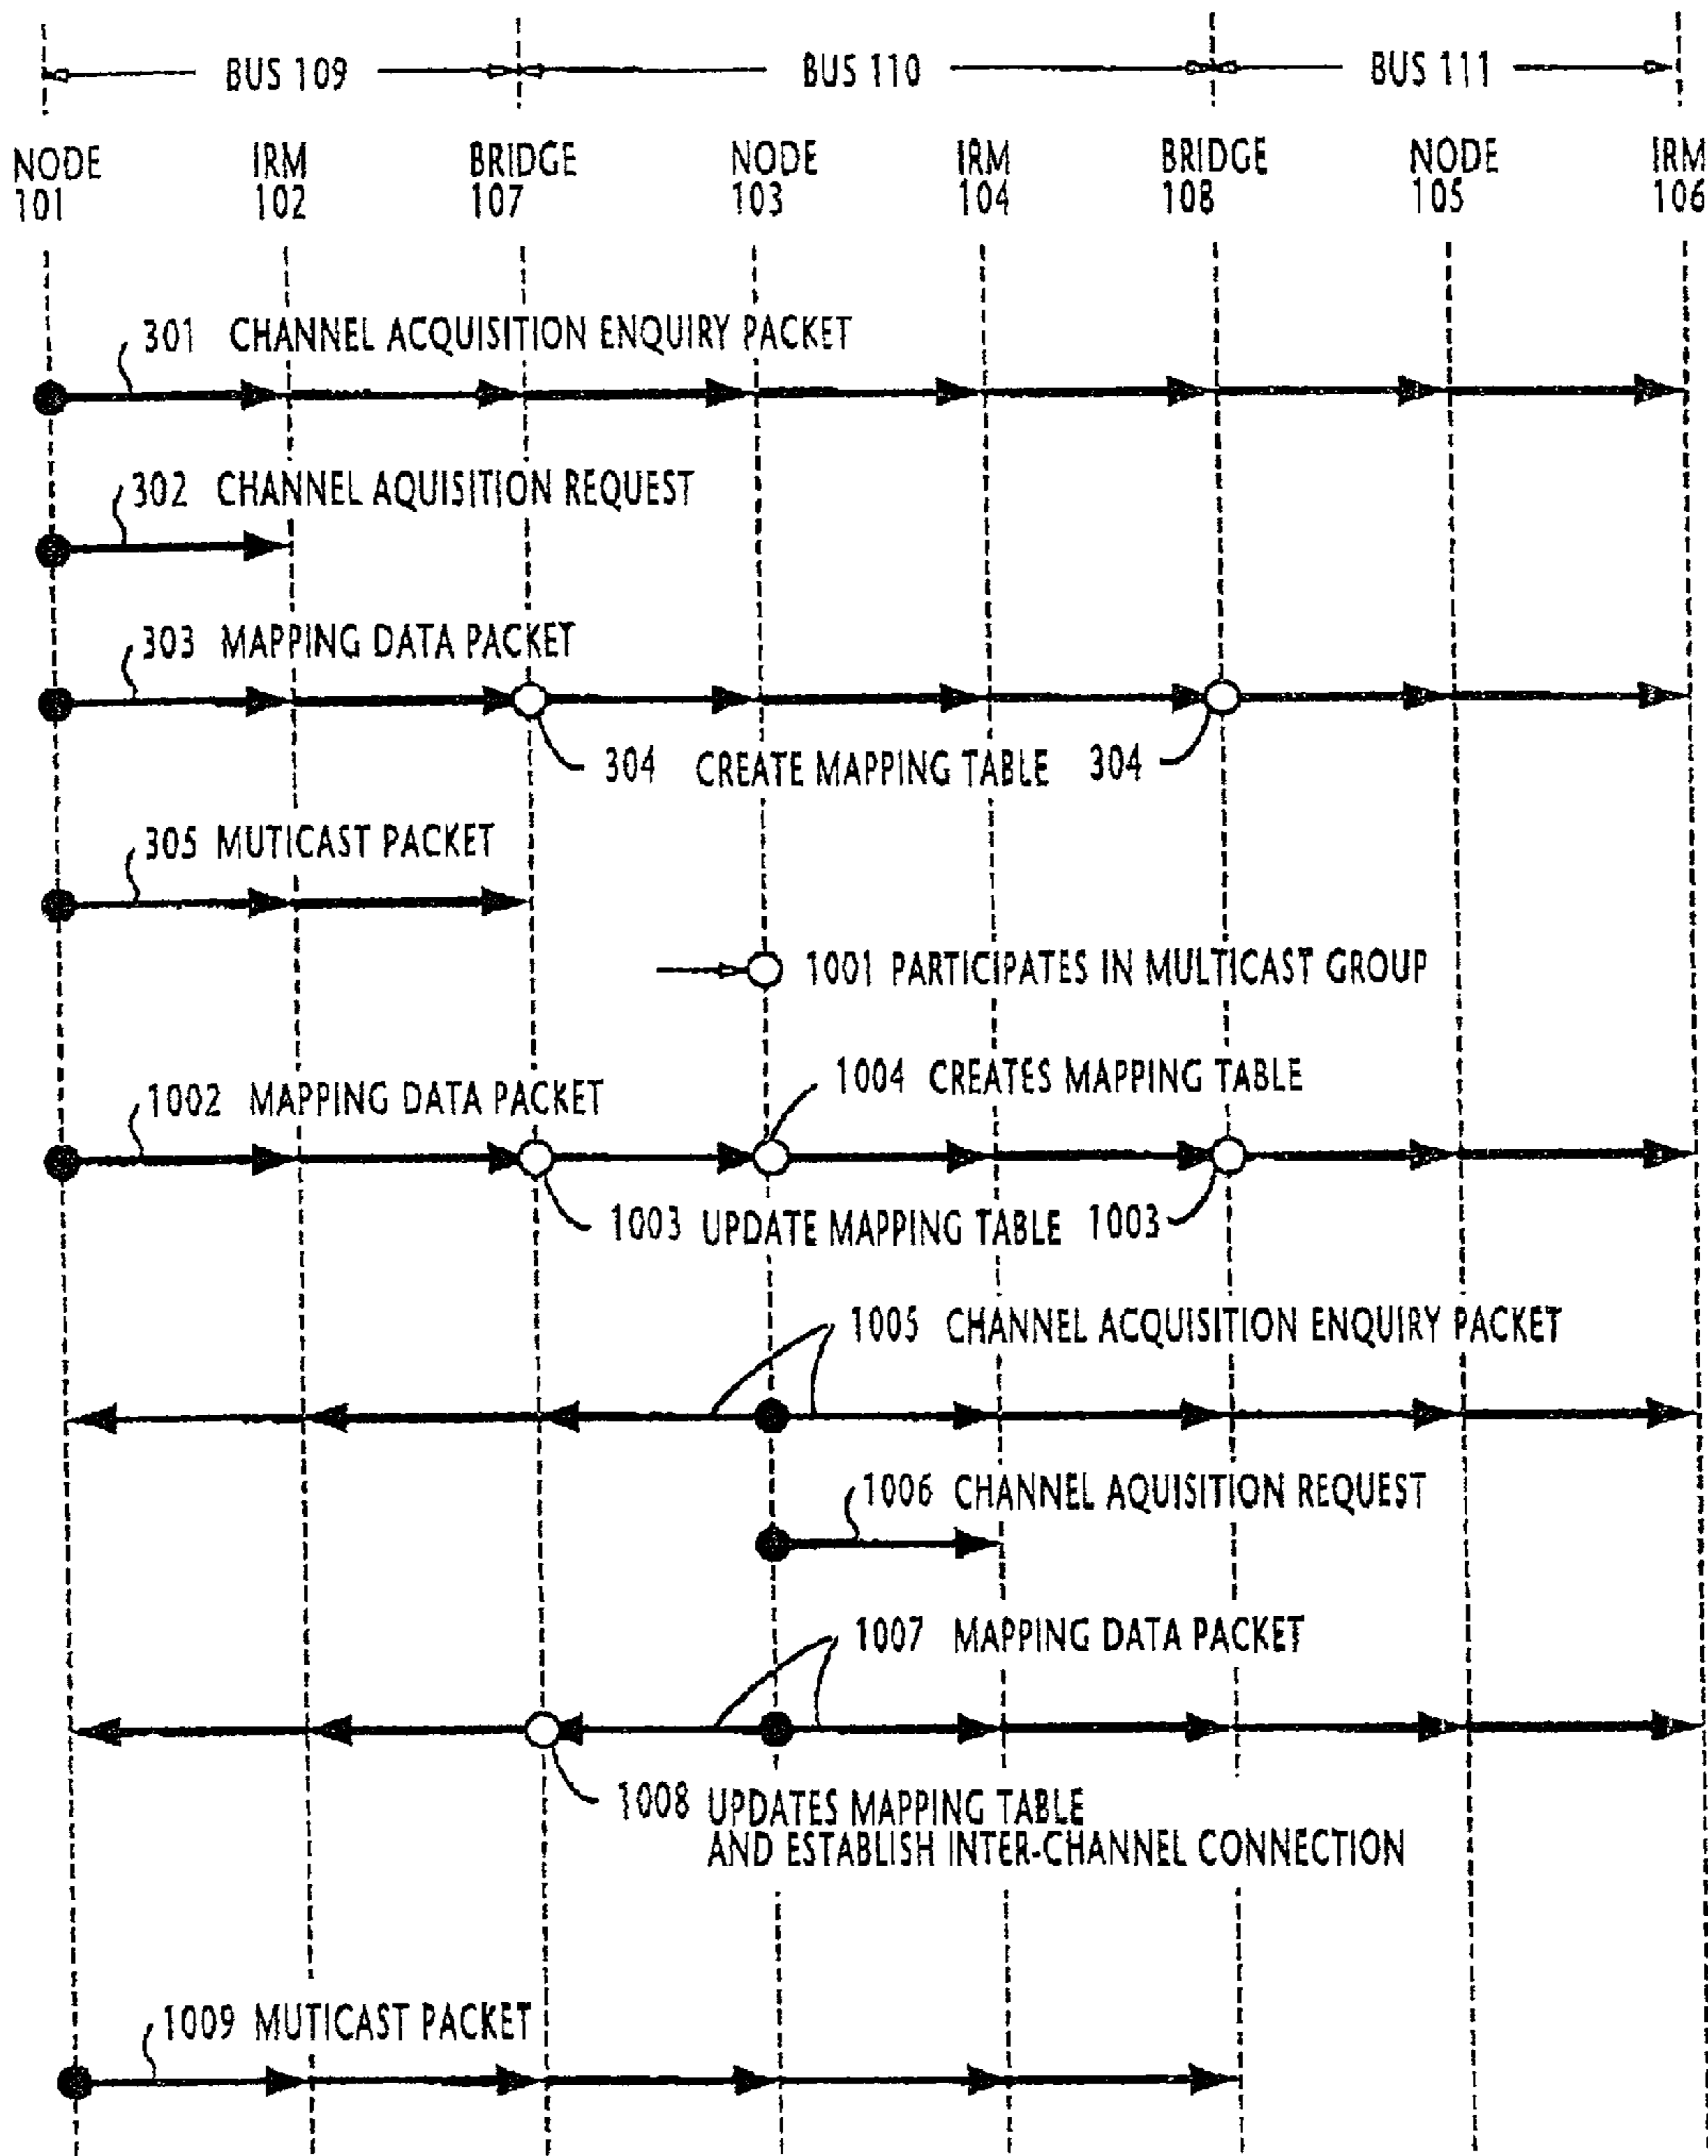 BUS 109 BUS 110 BUS 111
NODE 101
IRM 102
BRIDGE 107
NODE 103
IRM 104
BRIDGE 108
NODE 105
IRM 106
301 CHANNEL ACQUISITION ENQUIRY PACKET
302 CHANNEL AQUISITION REQUEST
303 MAPPING DATA PACKET
304 CREATE MAPPING TABLE 304
305 MUTICAST PACKET
1001 PARTICIPATES IN MULTICAST GROUP
1004 CREATES MAPPING TABLE
1002 MAPPING DATA PACKET
1003 UPDATE MAPPING TABLE 1003
1005 CHANNEL ACQUISITION ENQUIRY PACKET
1006 CHANNEL AQUISITION REQUEST
1007 MAPPING DATA PACKET
1008 UPDATES MAPPING TABLE
AND ESTABLISH INTER-CHANNEL CONNECTION
1009 MUTICAST PACKET